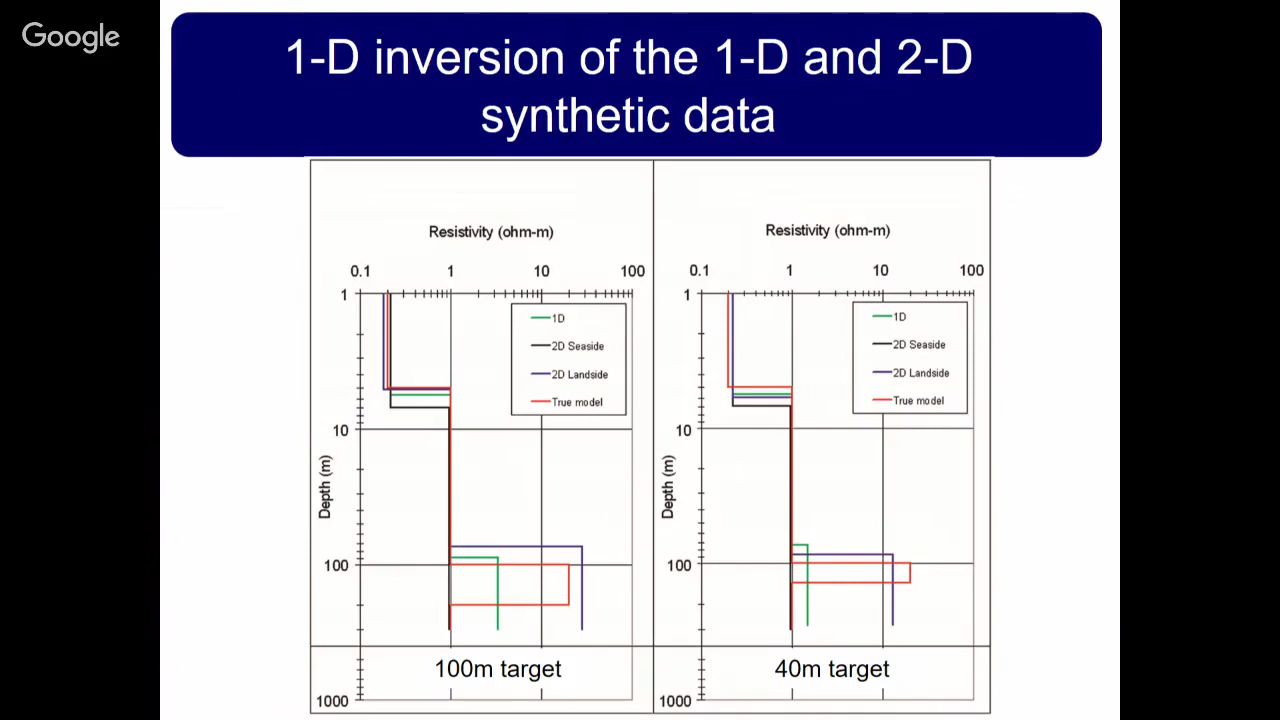 Google
1-D inversion of the 1-D and 2-D
synthetic data
Resistivity (ohm-m)
0.1 1 10 100
1
10
100
1000
Depth (m)
1D
2D Seaside
2D Landside
True model
100m target
Resistivity (ohm-m)
0.1 1 10 100
1
10
100
1000
Depth (m)
1D
2D Seaside
2D Landside
True model
40m target